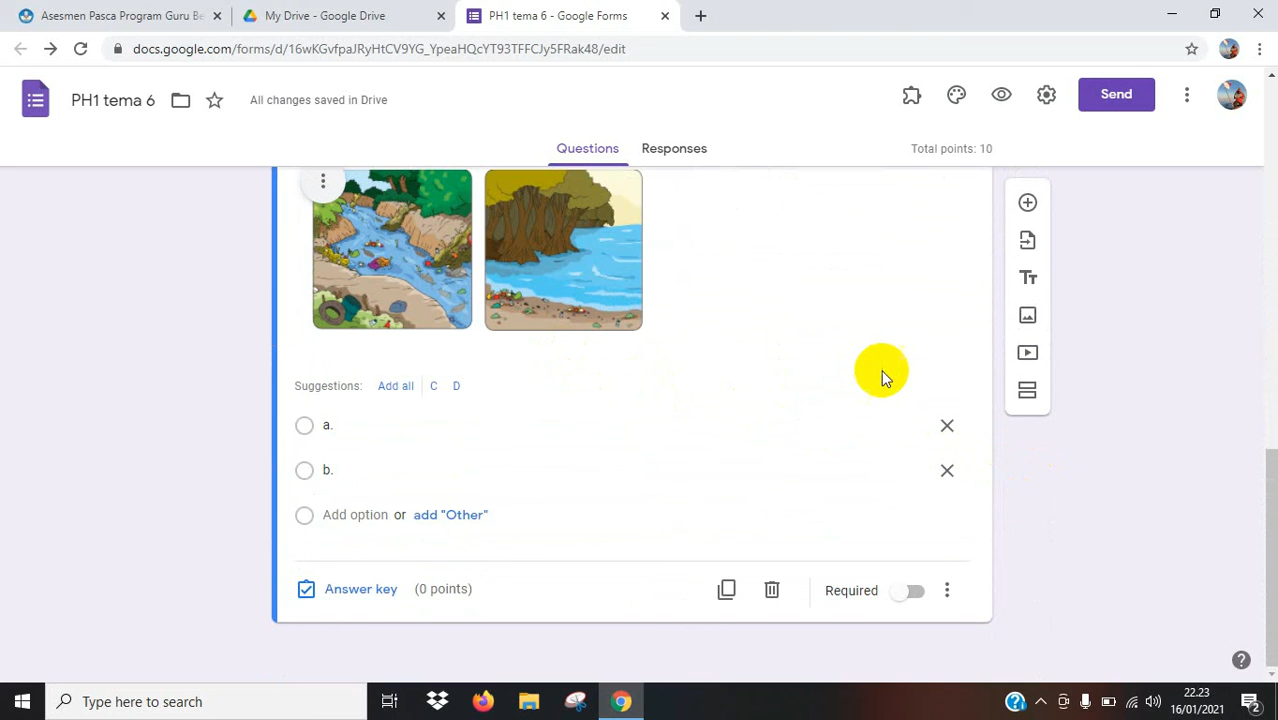 Asesmen Pasca Program Guru Be
My Drive - Google Drive
PH1 tema 6 - Google Forms
docs.google.com/forms/d/16wKGvfpaJRyHtCV9YG_YpeaHQcYT93TFFCJy5FRak48/edit
PH1 tema 6
All changes saved in Drive
Send
Questions
Responses
Total points: 10
Suggestions: Add all C D
a.
b.
Add option or add "Other"
Answer key (0 points)
Required
Type here to search
22.23
16/01/2021
2